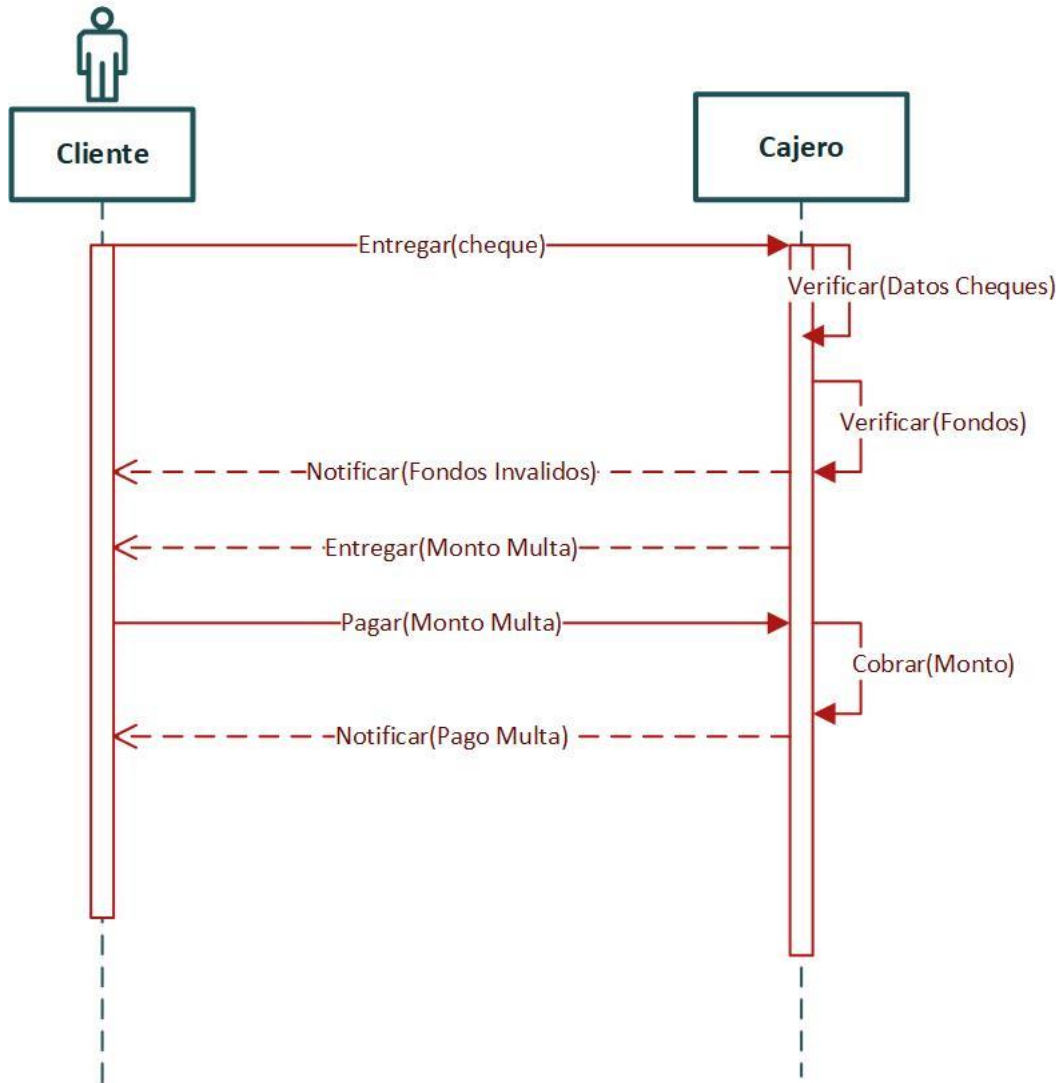 Cliente
Cajero
Entregar(cheque)
Verificar(Datos Cheques)
Verificar(Fondos)
Notificar(Fondos Invalidos)
Entregar(Monto Multa)
Pagar(Monto Multa)
Cobrar(Monto)
Notificar(Pago Multa)